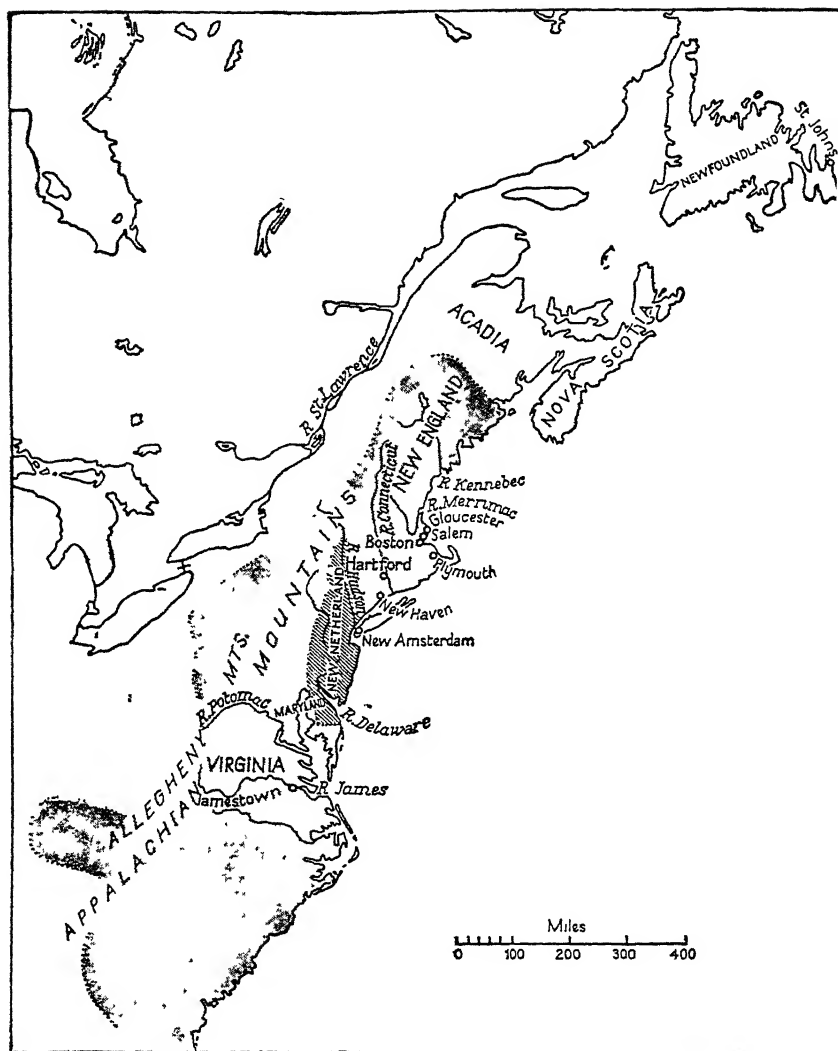 St Johns
NEWFOUNDLAND
ACADIA
NOVA SCOTIA
R St. Lawrence
NEW ENGLAND
R. Connecticut
R Kennebec
R. Merrimac
Gloucester
Salem
Boston
Plymouth
Hartford
R. Hudson
New Haven
NEW NETHERLAND
New Amsterdam
ALLEGHENY MTS.
APPALACHIAN MOUNTAINS
R. Potomac
MARYLAND
R. Delaware
VIRGINIA
Jamestown
R James
Miles
0 100 200 300 400